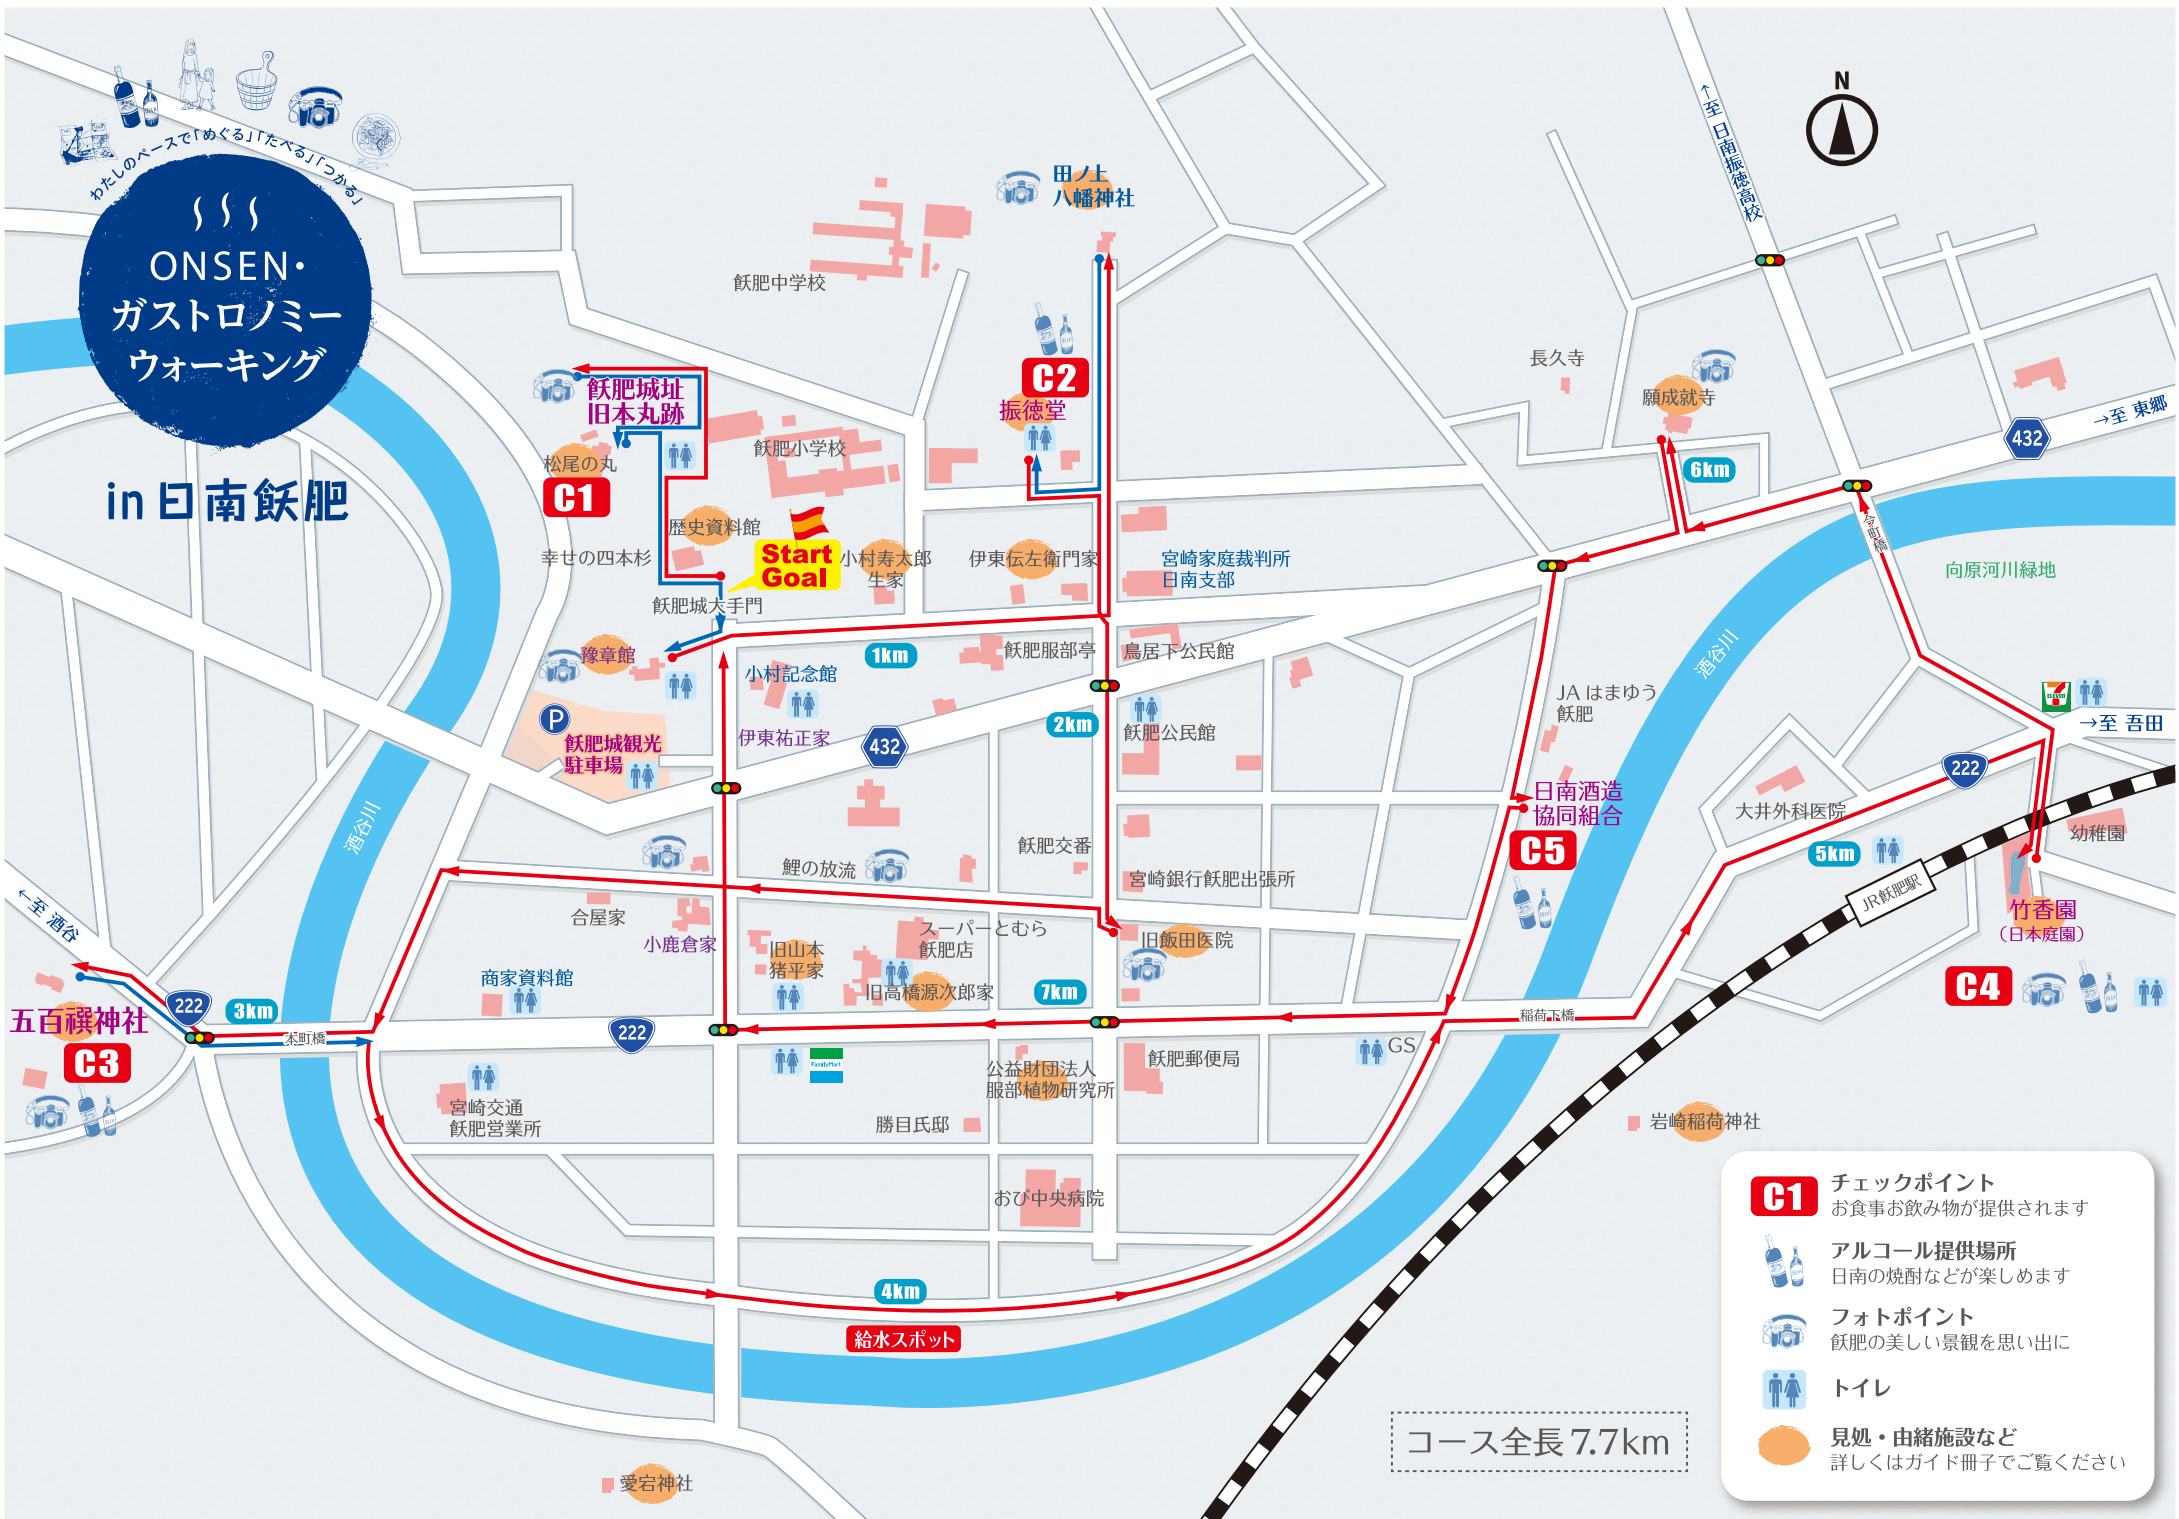 わたしのペースで「めぐる」「たべる」「つかる」
ONSEN・
ガストロノミー
ウォーキング
in 日南飫肥
N
←至 日南振徳高校
田ノ上
八幡神社
飫肥中学校
C2
振徳堂
長久寺
願成就寺
6km
432
→至 東郷
飫肥城址
旧本丸跡
松尾の丸
C1
飫肥小学校
歴史資料館
幸せの四本杉
Start
Goal
小村寿太郎
生家
伊東伝左衛門家
宮崎家庭裁判所
日南支部
今町橋
向原河川緑地
飫肥城大手門
豫章館
1km
飫肥服部亭
鳥居下公民館
酒谷川
小村記念館
JA はまゆう
飫肥
ELEVEN
→至 吾田
P
飫肥城観光
駐車場
伊東祐正家
432
2km
飫肥公民館
222
日南酒造
協同組合
C5
大井外科医院
幼稚園
酒谷川
鯉の放流
飫肥交番
宮崎銀行飫肥出張所
5km
JR飫肥駅
←至 酒谷
合屋家
小鹿倉家
スーパーとむら
飫肥店
旧飯田医院
竹香園
（日本庭園）
旧山本
猪平家
旧高橋源次郎家
商家資料館
7km
C4
五百禩神社
222
3km
本町橋
222
稲荷下橋
C3
FamilyMart
公益財団法人
服部植物研究所
飫肥郵便局
GS
宮崎交通
飫肥営業所
勝目氏邸
岩崎稲荷神社
おび中央病院
4km
給水スポット
コース全長 7.7km
愛宕神社
C1
チェックポイント
お食事お飲み物が提供されます
アルコール提供場所
日南の焼酎などが楽しめます
フォトポイント
飫肥の美しい景観を思い出に
トイレ
見処・由緒施設など
詳しくはガイド冊子でご覧ください